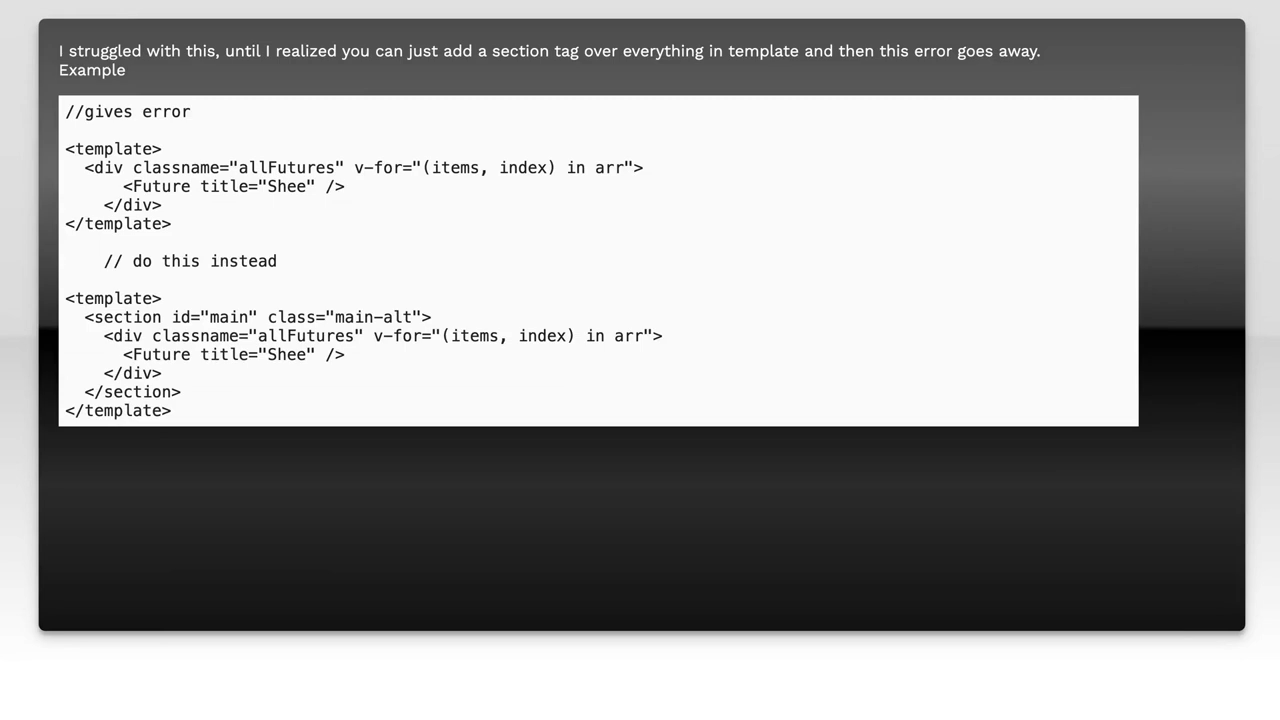 I struggled with this, until I realized you can just add a section tag over everything in template and then this error goes away.
Example
//gives error
<template>
  <div classname="allFutures" v-for="(items, index) in arr">
      <Future title="Shee" />
    </div>
</template>
    // do this instead
<template>
  <section id="main" class="main-alt">
    <div classname="allFutures" v-for="(items, index) in arr">
      <Future title="Shee" />
    </div>
  </section>
</template>